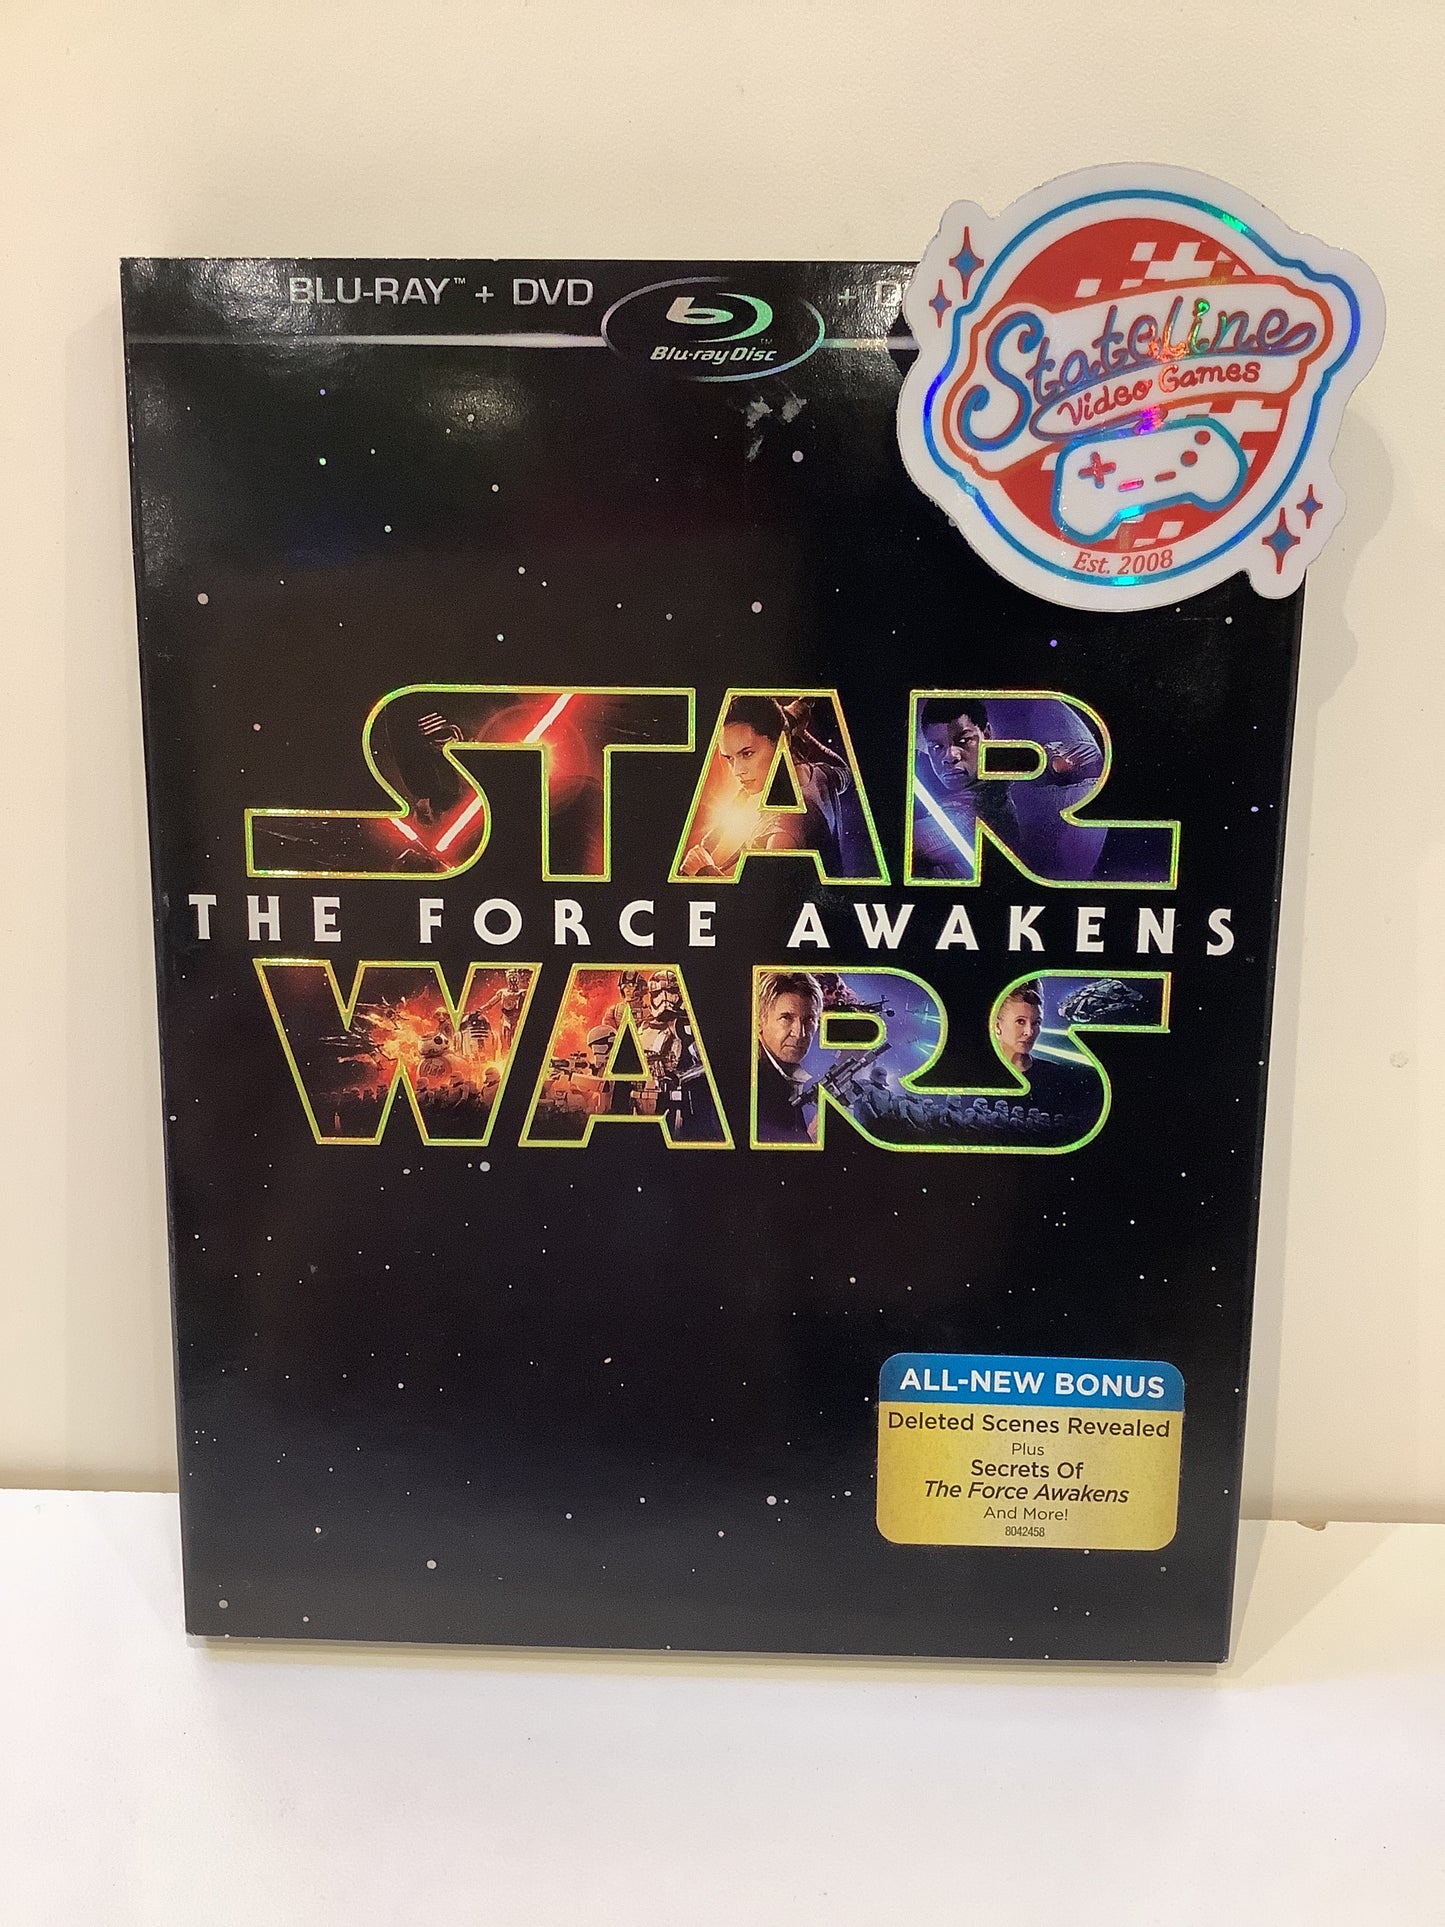 BLU-RAY™ + DVD
Blu-ray Disc™
+ D
Stateline
Video Games
Est. 2008
STAR
THE FORCE AWAKENS
WARS
ALL-NEW BONUS
Deleted Scenes Revealed
Plus
Secrets Of
The Force Awakens
And More!
8042458